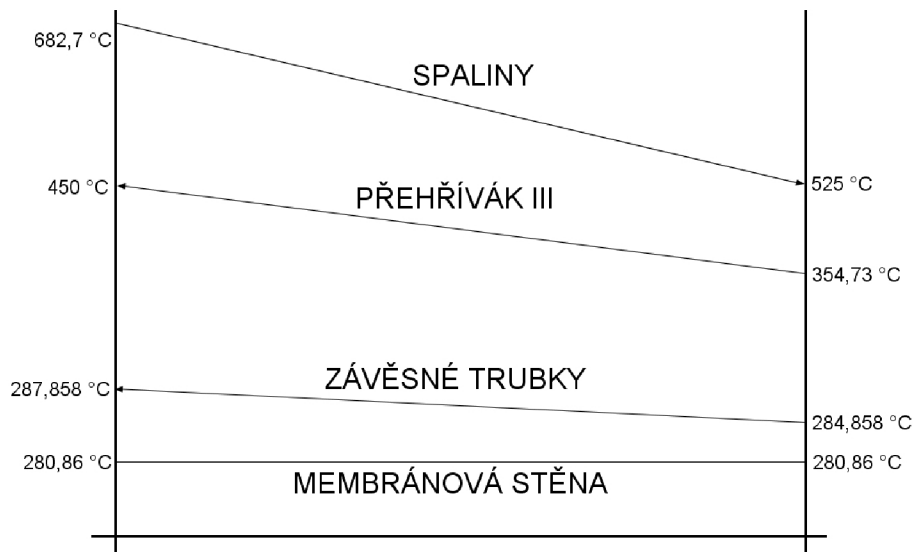 682,7 °C
SPALINY
525 °C
450 °C
PŘEHŘÍVÁK III
354,73 °C
ZÁVĚSNÉ TRUBKY
287,858 °C
284,858 °C
280,86 °C
280,86 °C
MEMBRÁNOVÁ STĚNA